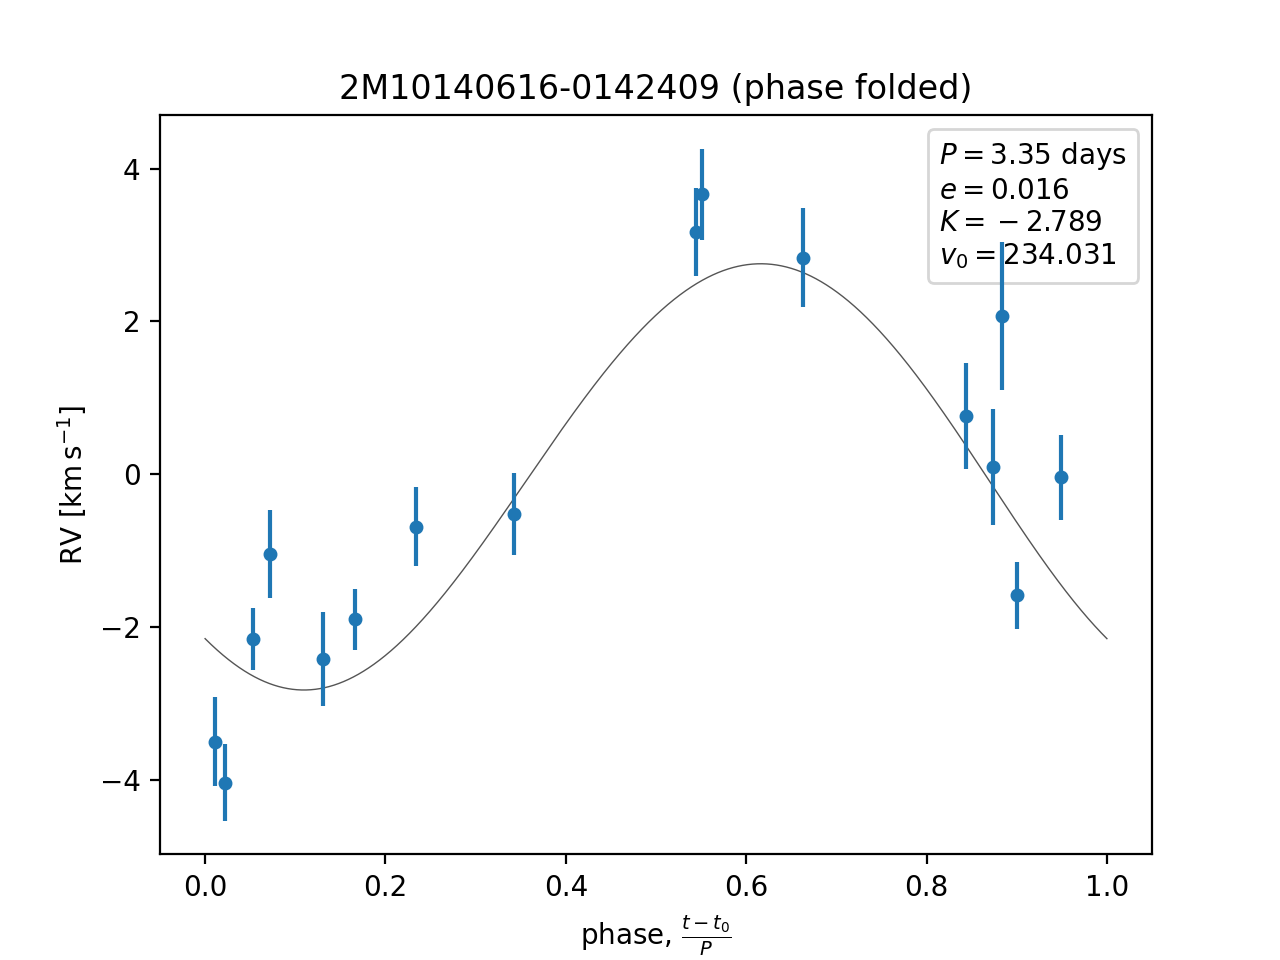 2M10140616-0142409 (phase folded)
P = 3.35 days
e = 0.016
K = −2.789
v₀ = 234.031
4
2
0
−2
−4
RV [km s⁻¹]
0.0 0.2 0.4 0.6 0.8 1.0
phase, (t − t₀)/P